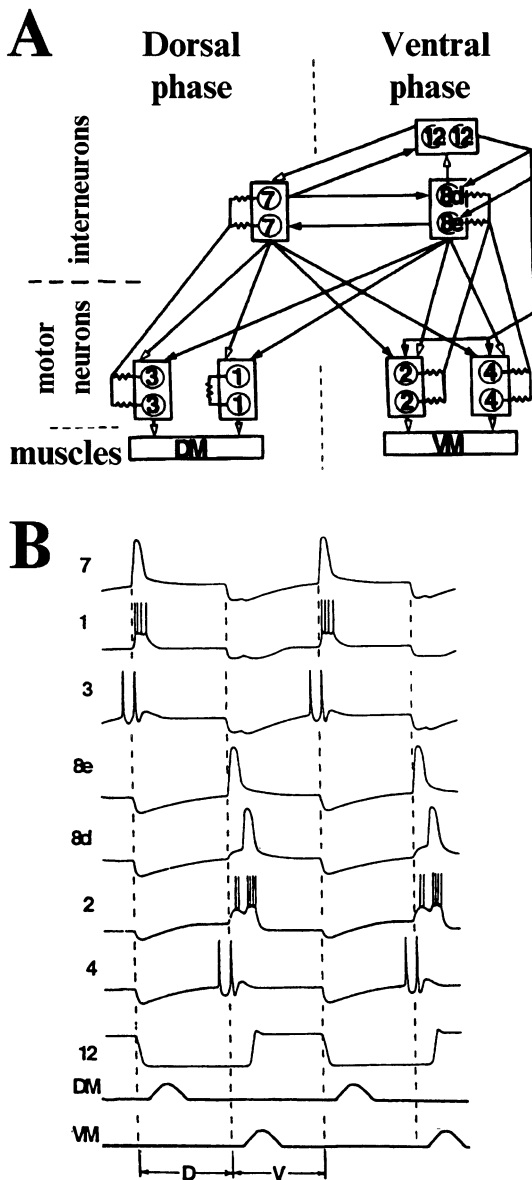 A
Dorsal phase
Ventral phase
interneurons
motor neurons
muscles
12 12
7
7
8d
8e
3
3
1
1
2
2
4
4
DM
VM
B
7
1
3
8e
8d
2
4
12
DM
VM
D
V